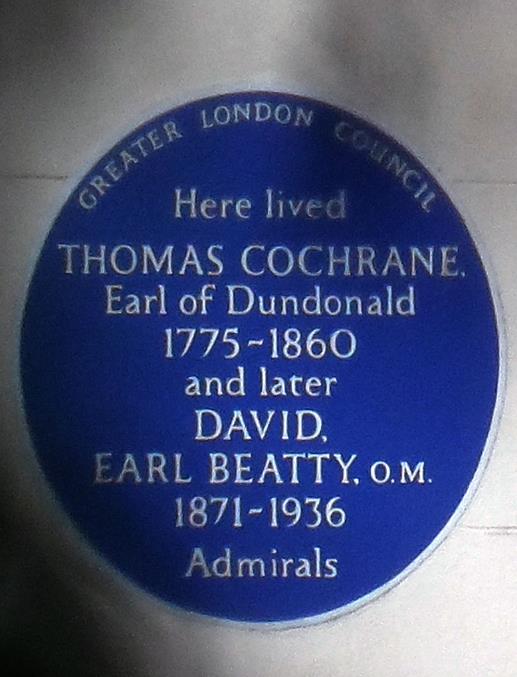 GREATER LONDON COUNCIL
Here lived
THOMAS COCHRANE,
Earl of Dundonald
1775~1860
and later
DAVID,
EARL BEATTY, O.M.
1871~1936
Admirals